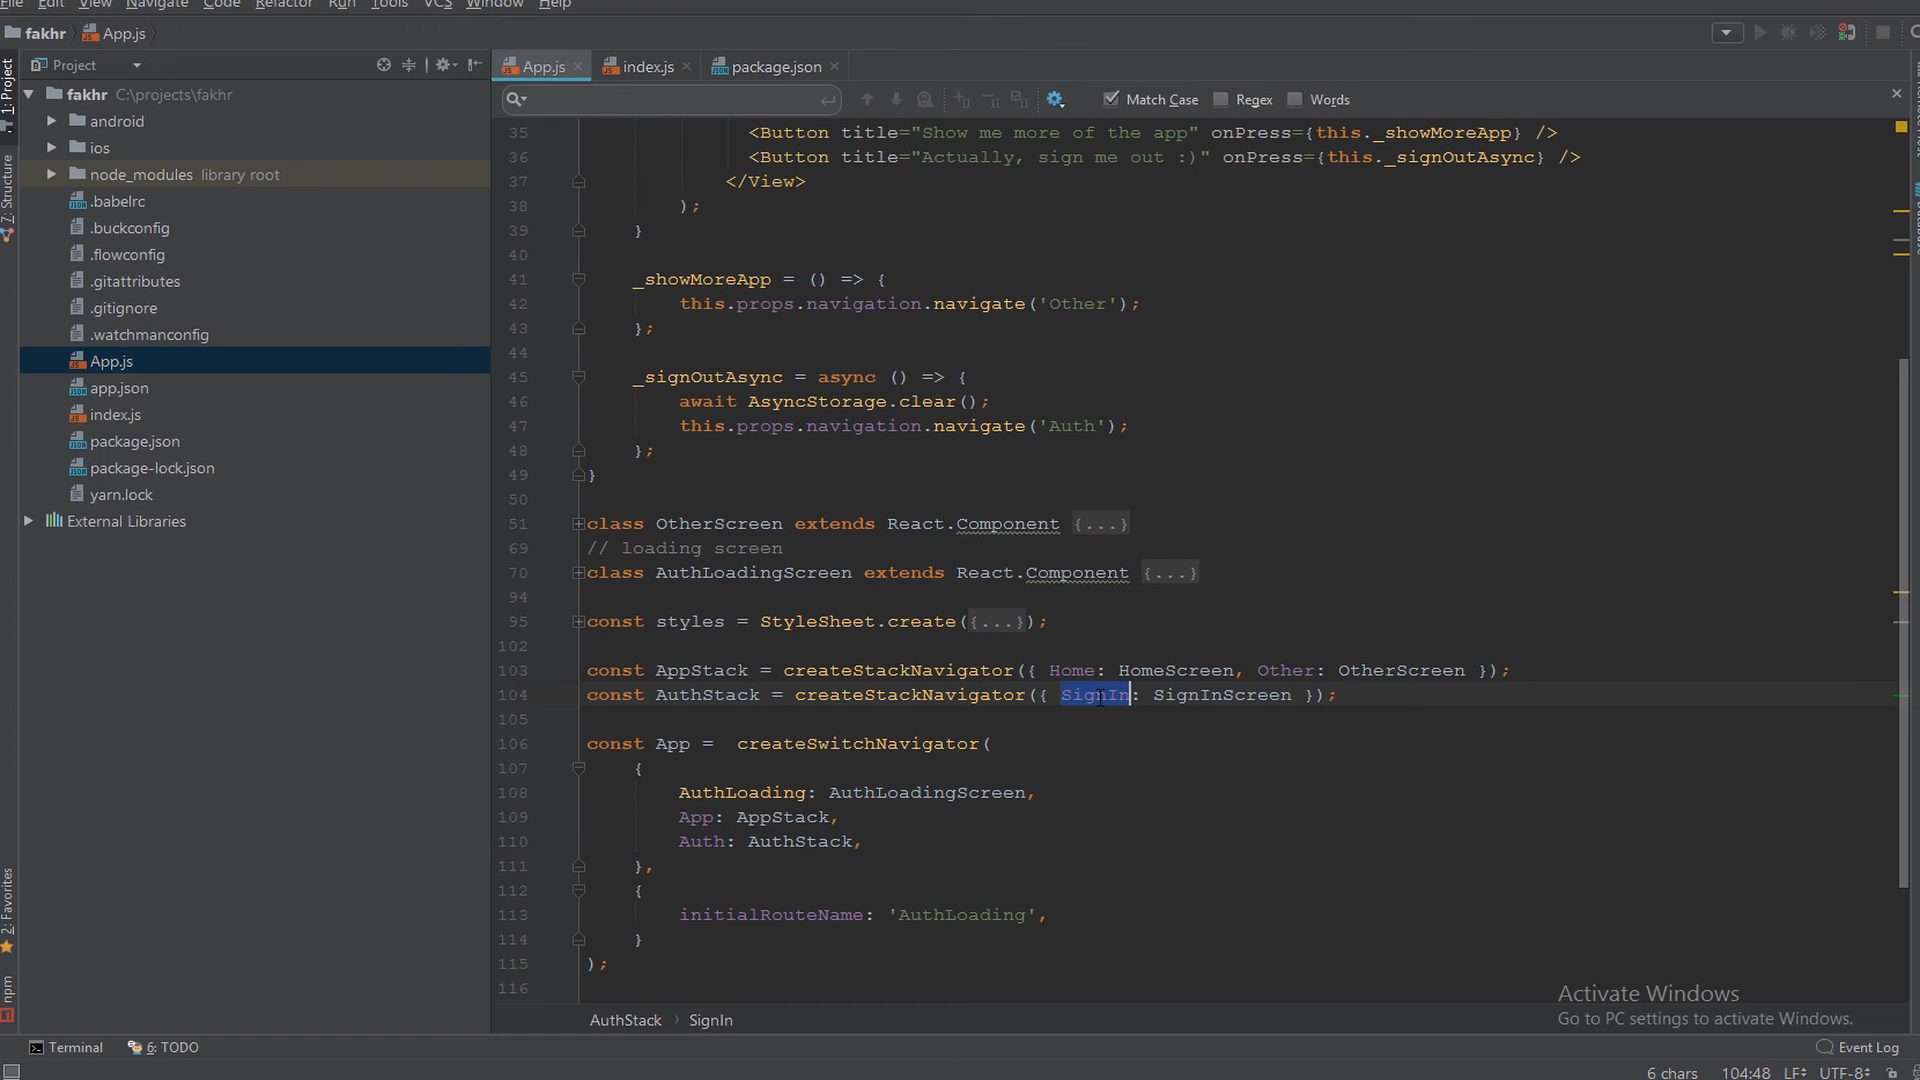 File Edit View Navigate Code Refactor Run Tools VCS Window Help
fakhr App.js
1: Project
7: Structure
2: Favorites
npm
Project
fakhr C:\projects\fakhr
android
ios
node_modules library root
.babelrc
.buckconfig
.flowconfig
.gitattributes
.gitignore
.watchmanconfig
App.js
app.json
index.js
package.json
package-lock.json
yarn.lock
External Libraries
App.js index.js package.json
Match Case Regex Words
35 <Button title="Show me more of the app" onPress={this._showMoreApp} />
36 <Button title="Actually, sign me out :)" onPress={this._signOutAsync} />
37 </View>
38 );
39 }
40
41 _showMoreApp = () => {
42 this.props.navigation.navigate('Other');
43 };
44
45 _signOutAsync = async () => {
46 await AsyncStorage.clear();
47 this.props.navigation.navigate('Auth');
48 };
49 }
50
51 class OtherScreen extends React.Component {...}
69 // loading screen
70 class AuthLoadingScreen extends React.Component {...}
94
95 const styles = StyleSheet.create({...});
102
103 const AppStack = createStackNavigator({ Home: HomeScreen, Other: OtherScreen });
104 const AuthStack = createStackNavigator({ SignIn: SignInScreen });
105
106 const App = createSwitchNavigator(
107 {
108 AuthLoading: AuthLoadingScreen,
109 App: AppStack,
110 Auth: AuthStack,
111 },
112 {
113 initialRouteName: 'AuthLoading',
114 }
115 );
116
Activate Windows
Go to PC settings to activate Windows.
AuthStack › SignIn
Terminal 6: TODO Event Log
6 chars 104:48 LF UTF-8